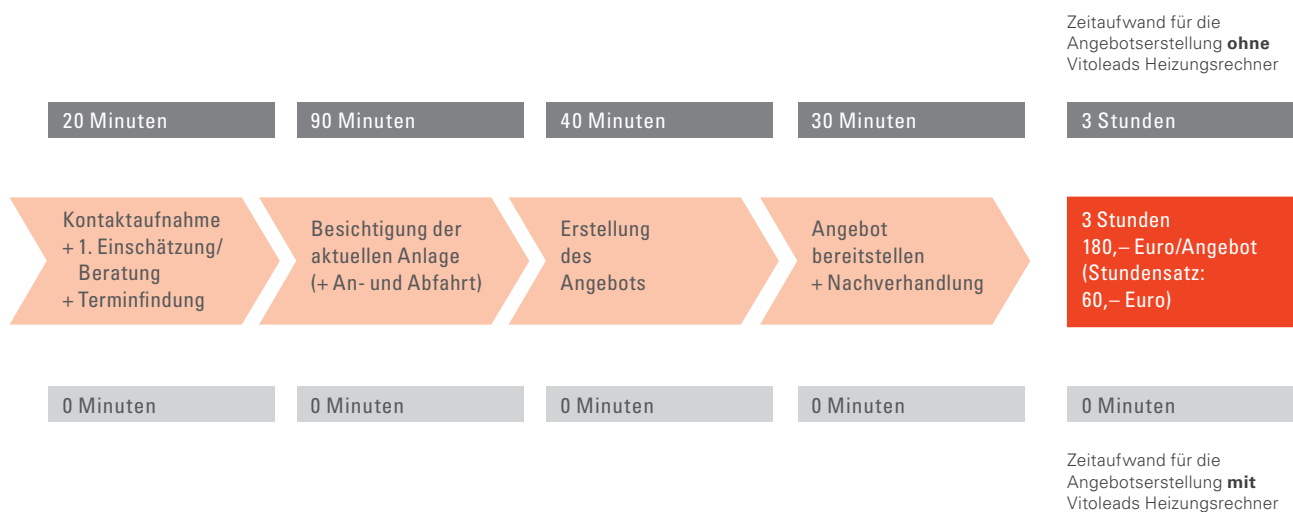 Zeitaufwand für die
Angebotserstellung ohne
Vitoleads Heizungsrechner
20 Minuten
90 Minuten
40 Minuten
30 Minuten
3 Stunden
Kontaktaufnahme
+ 1. Einschätzung/
Beratung
+ Terminfindung
Besichtigung der
aktuellen Anlage
(+ An- und Abfahrt)
Erstellung
des
Angebots
Angebot
bereitstellen
+ Nachverhandlung
3 Stunden
180,– Euro/Angebot
(Stundensatz:
60,– Euro)
0 Minuten
0 Minuten
0 Minuten
0 Minuten
0 Minuten
Zeitaufwand für die
Angebotserstellung mit
Vitoleads Heizungsrechner